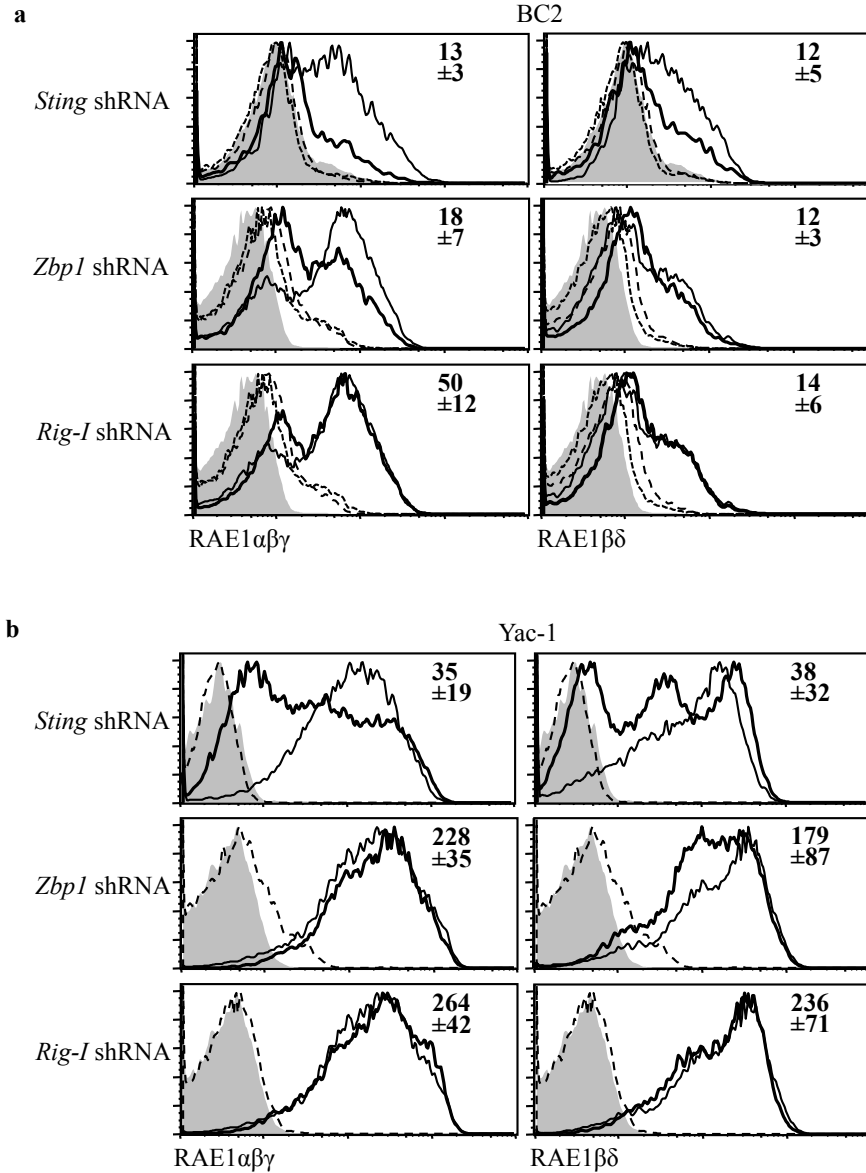 a
BC2
Sting shRNA
13
±3
12
±5
Zbp1 shRNA
18
±7
12
±3
Rig-I shRNA
50
±12
14
±6
RAE1αβγ
RAE1βδ
b
Yac-1
Sting shRNA
35
±19
38
±32
Zbp1 shRNA
228
±35
179
±87
Rig-I shRNA
264
±42
236
±71
RAE1αβγ
RAE1βδ